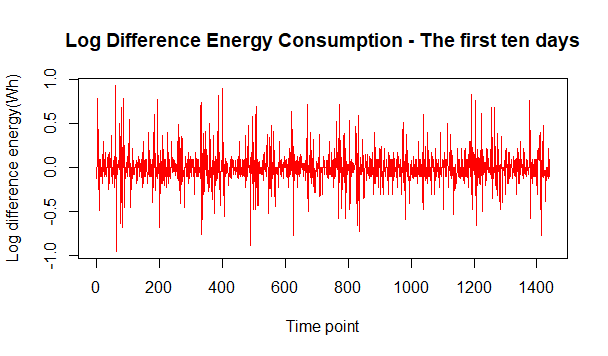 Log Difference Energy Consumption - The first ten days
Log difference energy(Wh)
1.0
0.5
0.0
-0.5
-1.0
0 200 400 600 800 1000 1200 1400
Time point